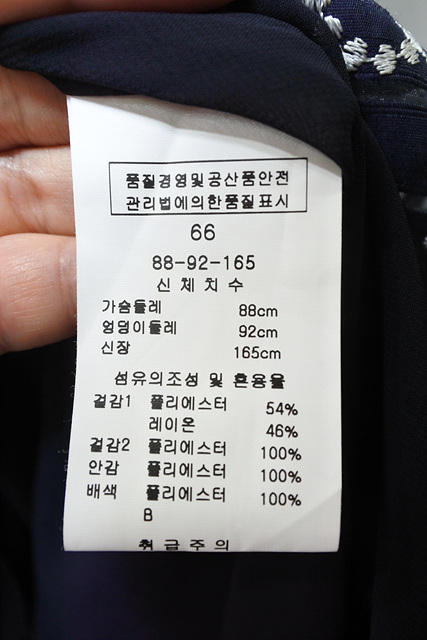 품질경영및공산품안전
관리법에의한품질표시
66
88-92-165
신체치수
가슴둘레 88cm
엉덩이둘레 92cm
신장 165cm
섬유의조성 및 혼용율
겉감1 폴리에스터 54%
레이온 46%
겉감2 폴리에스터 100%
안감 폴리에스터 100%
배색 폴리에스터 100%
B
취급주의